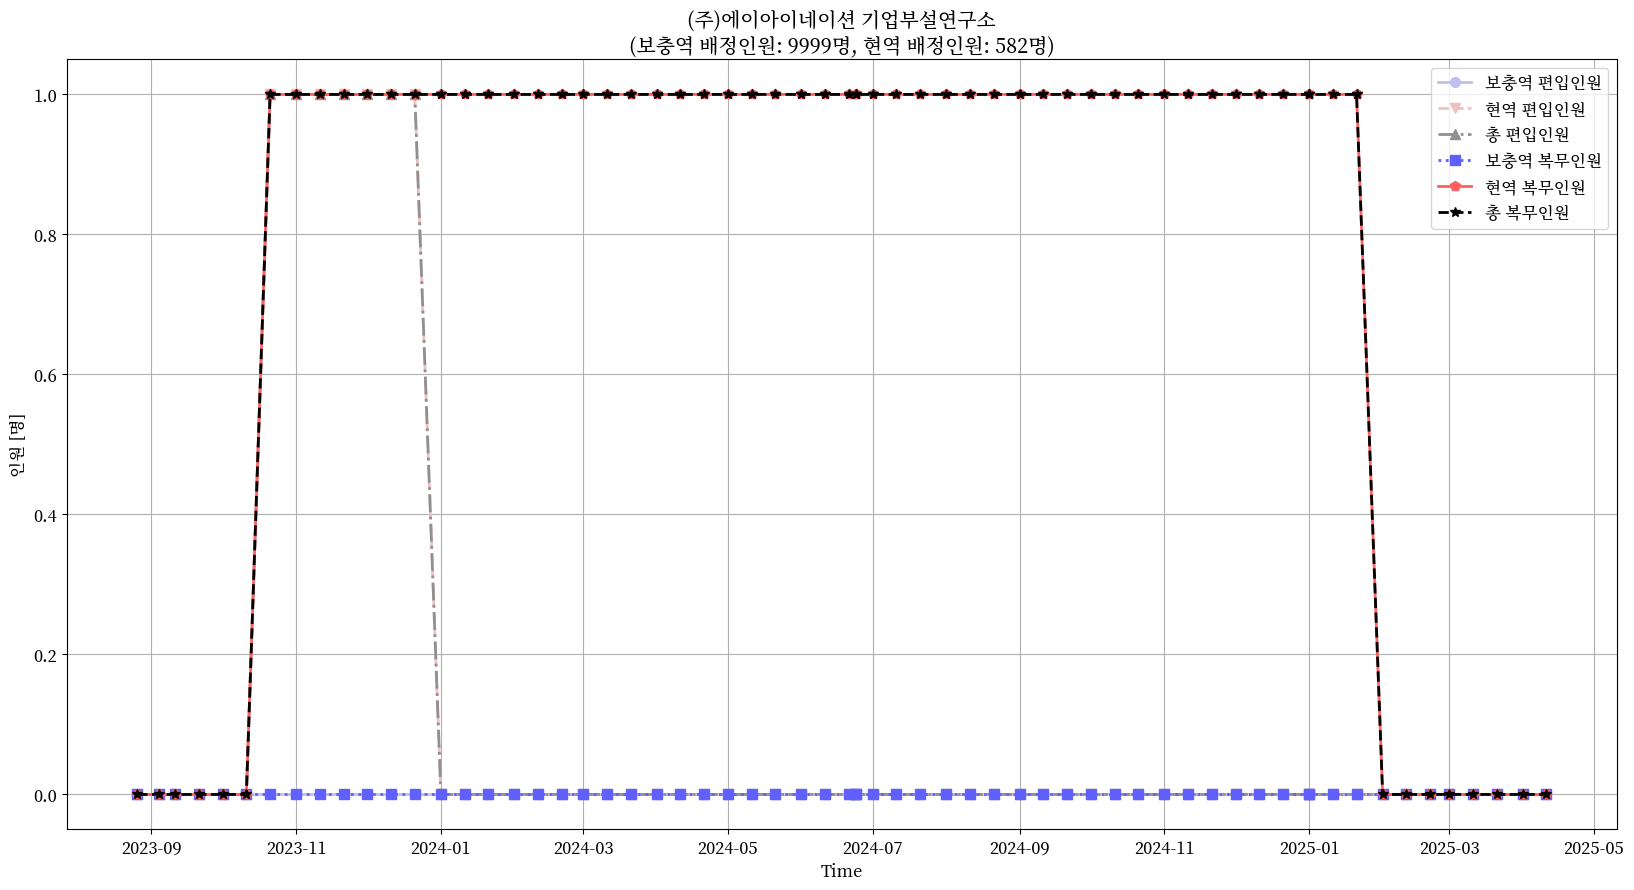 (주)에이아이네이션 기업부설연구소
(보충역 배정인원: 9999명, 현역 배정인원: 582명)
보충역 편입인원
현역 편입인원
총 편입인원
보충역 복무인원
현역 복무인원
총 복무인원
인원 [명]
1.0
0.8
0.6
0.4
0.2
0.0
2023-09 2023-11 2024-01 2024-03 2024-05 2024-07 2024-09 2024-11 2025-01 2025-03 2025-05
Time